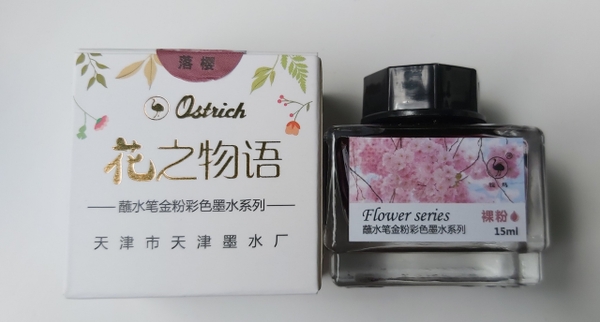 落樱
Ostrich
花之物语
蘸水笔金粉彩色墨水系列
天津市天津墨水厂
Flower series
裸粉
蘸水笔金粉彩色墨水系列
15ml